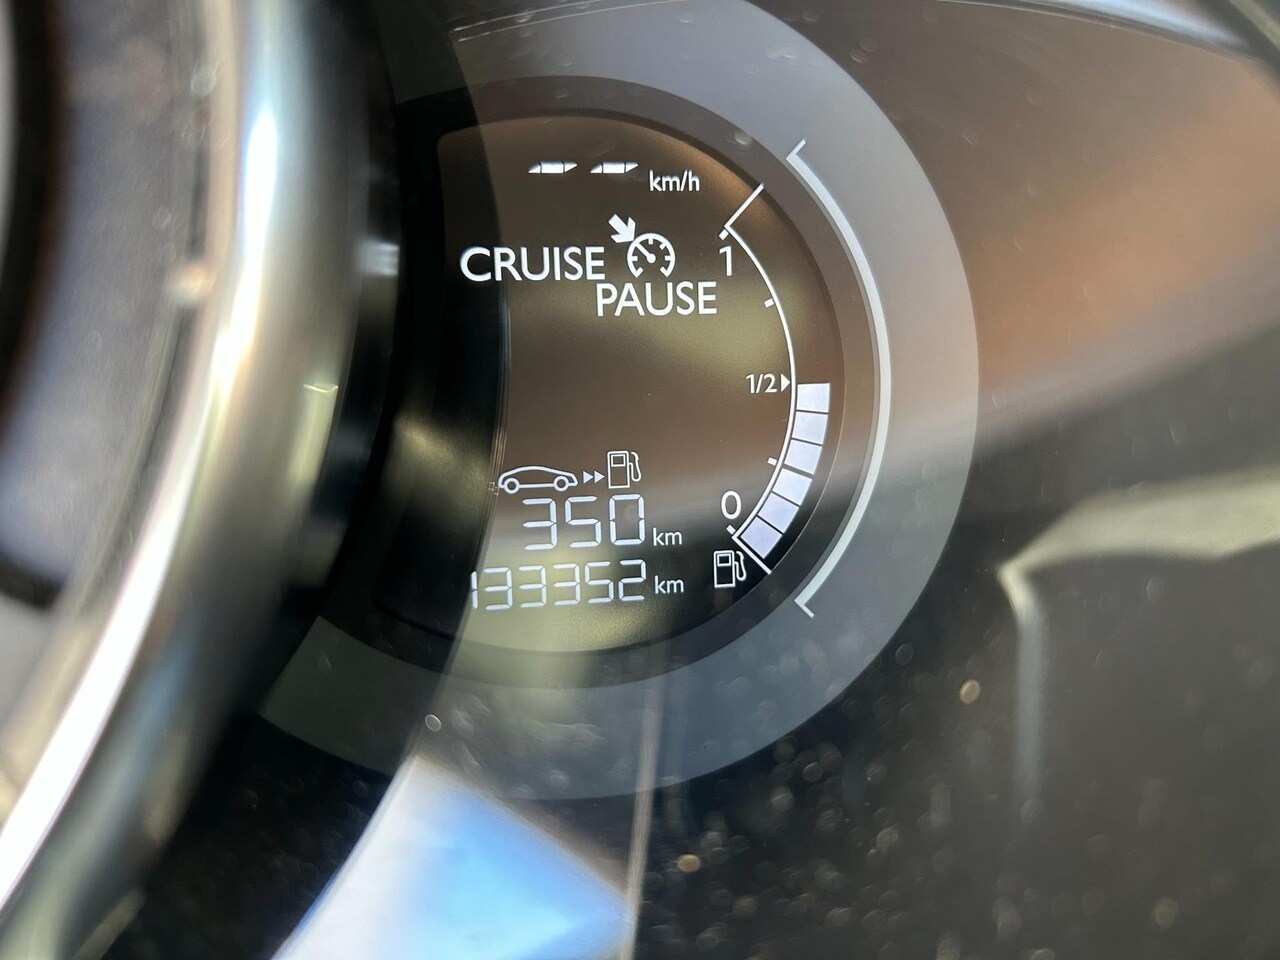 -- -- km/h
CRUISE
PAUSE
1
1/2
0
350 km
133352 km